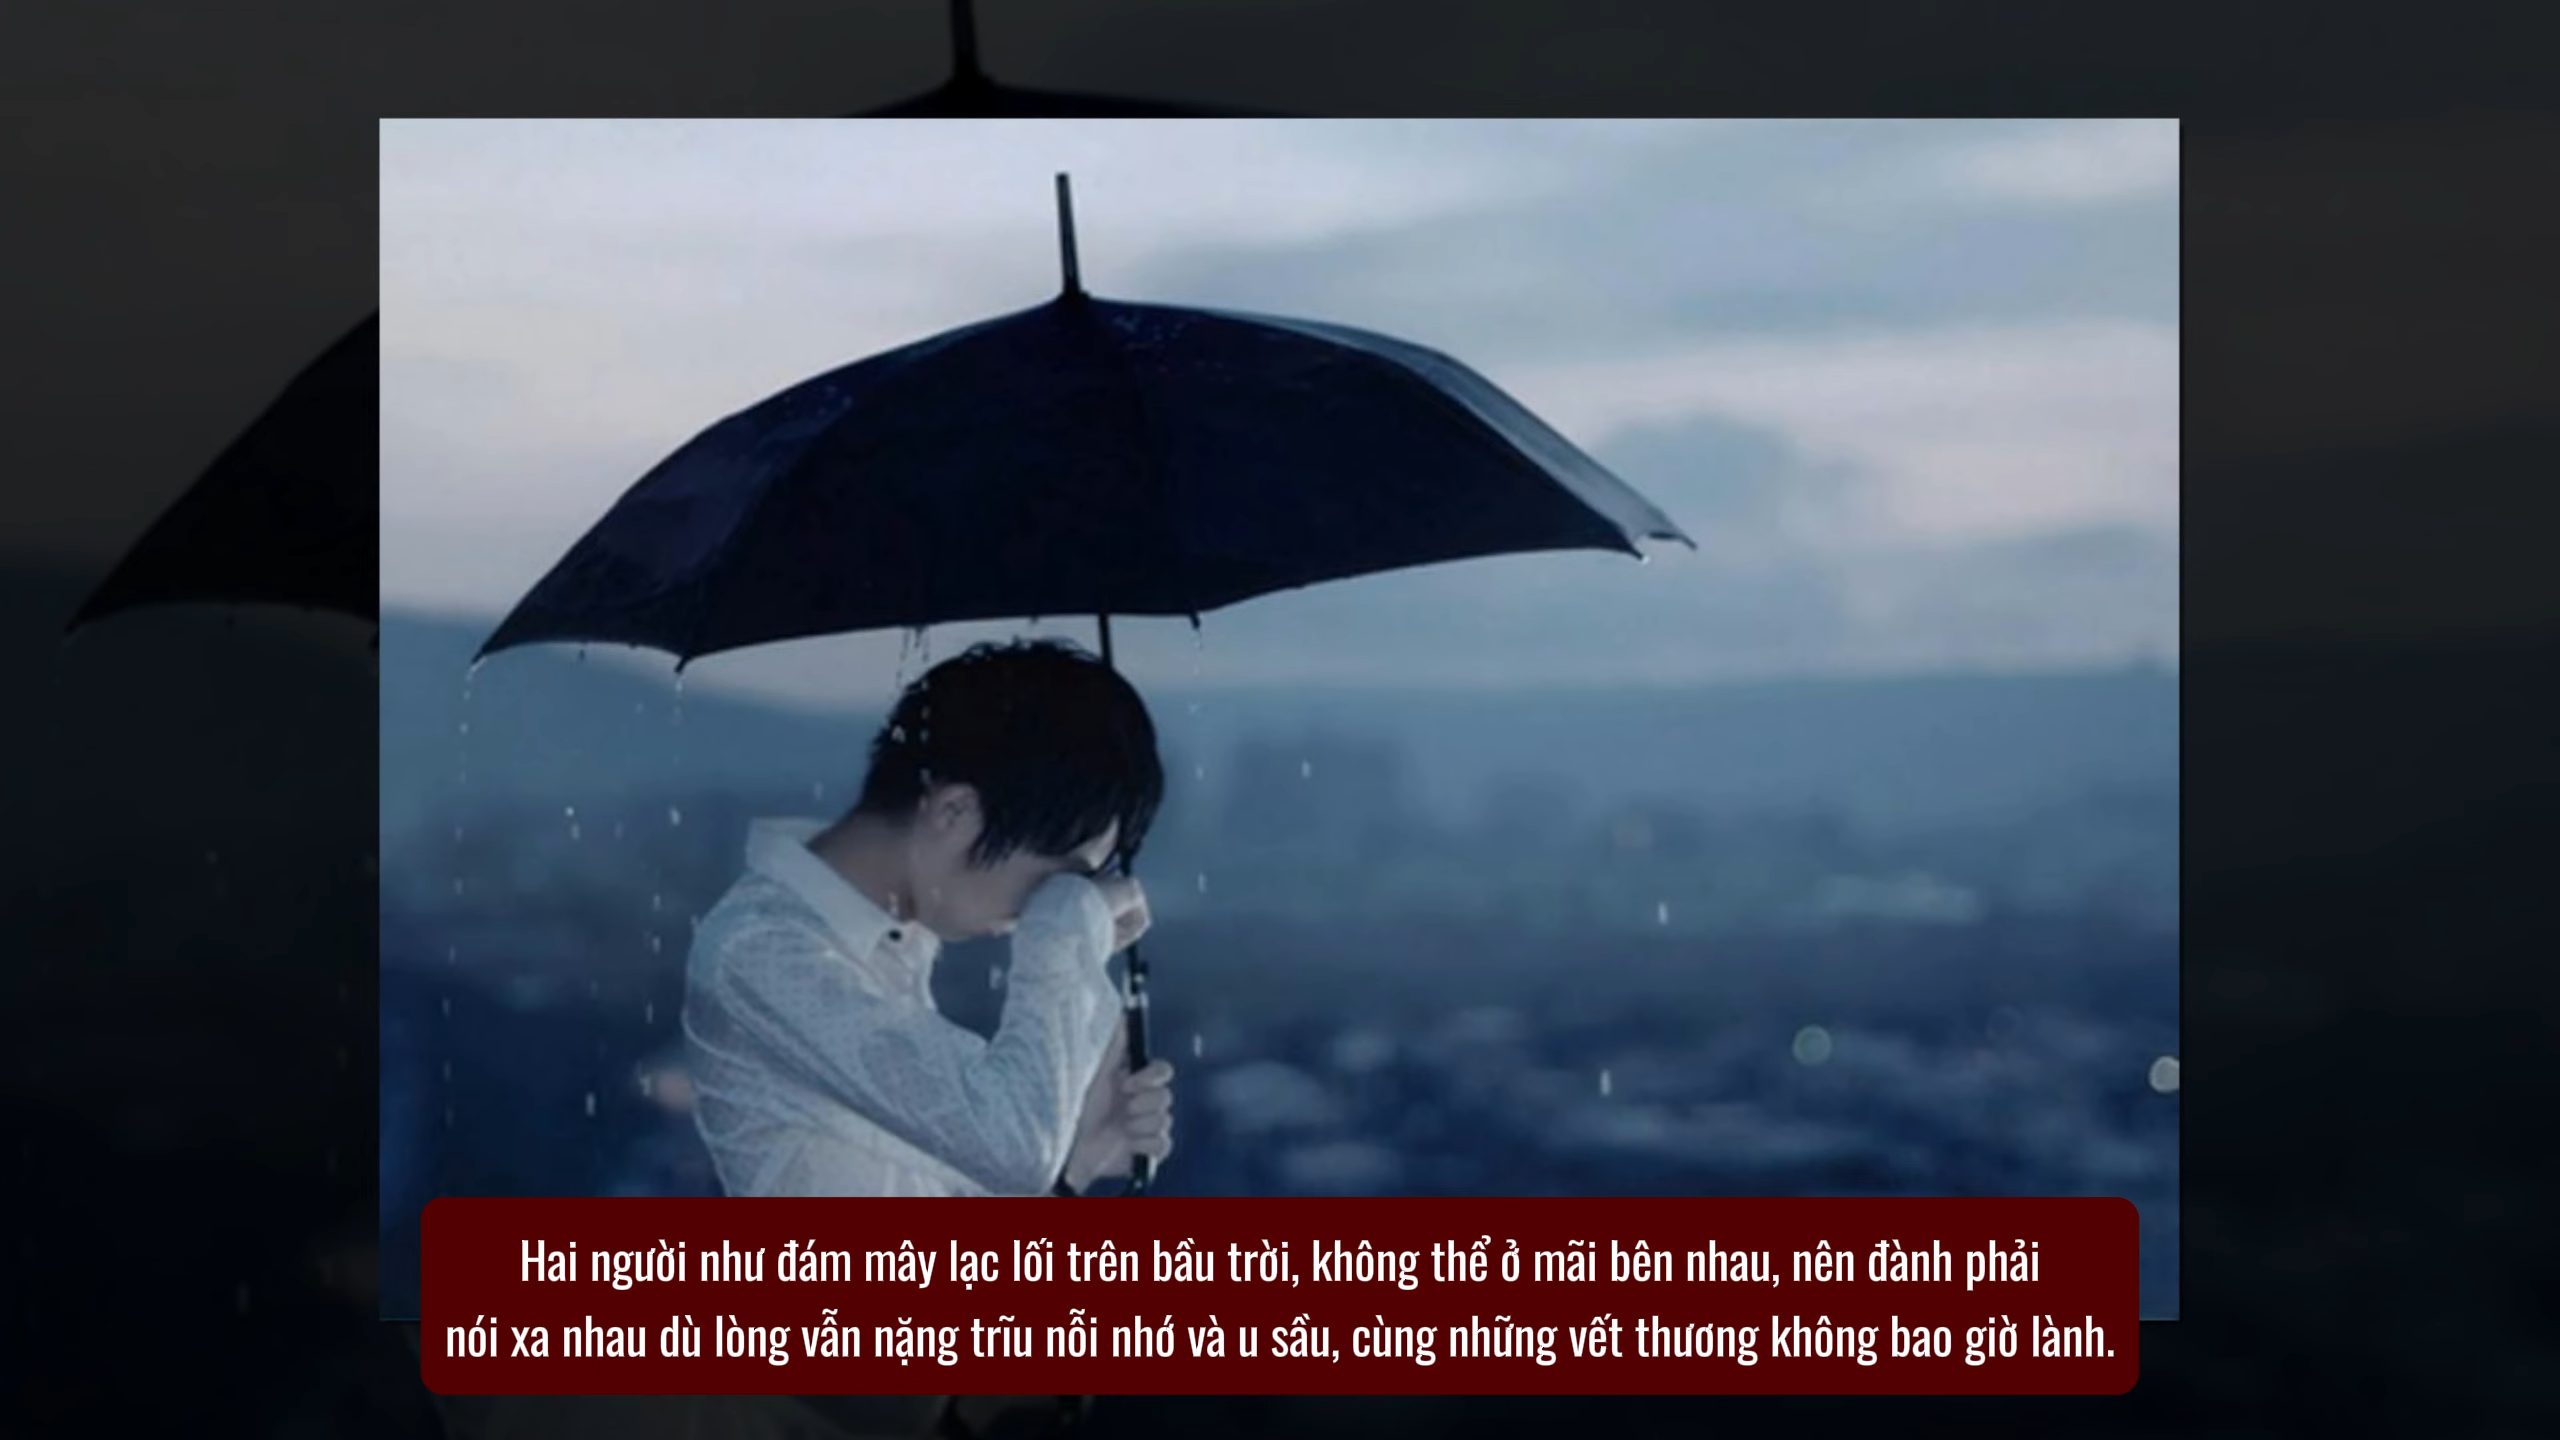 Hai người như đám mây lạc lối trên bầu trời, không thể ở mãi bên nhau, nên đành phải
nói xa nhau dù lòng vẫn nặng trĩu nỗi nhớ và u sầu, cùng những vết thương không bao giờ lành.